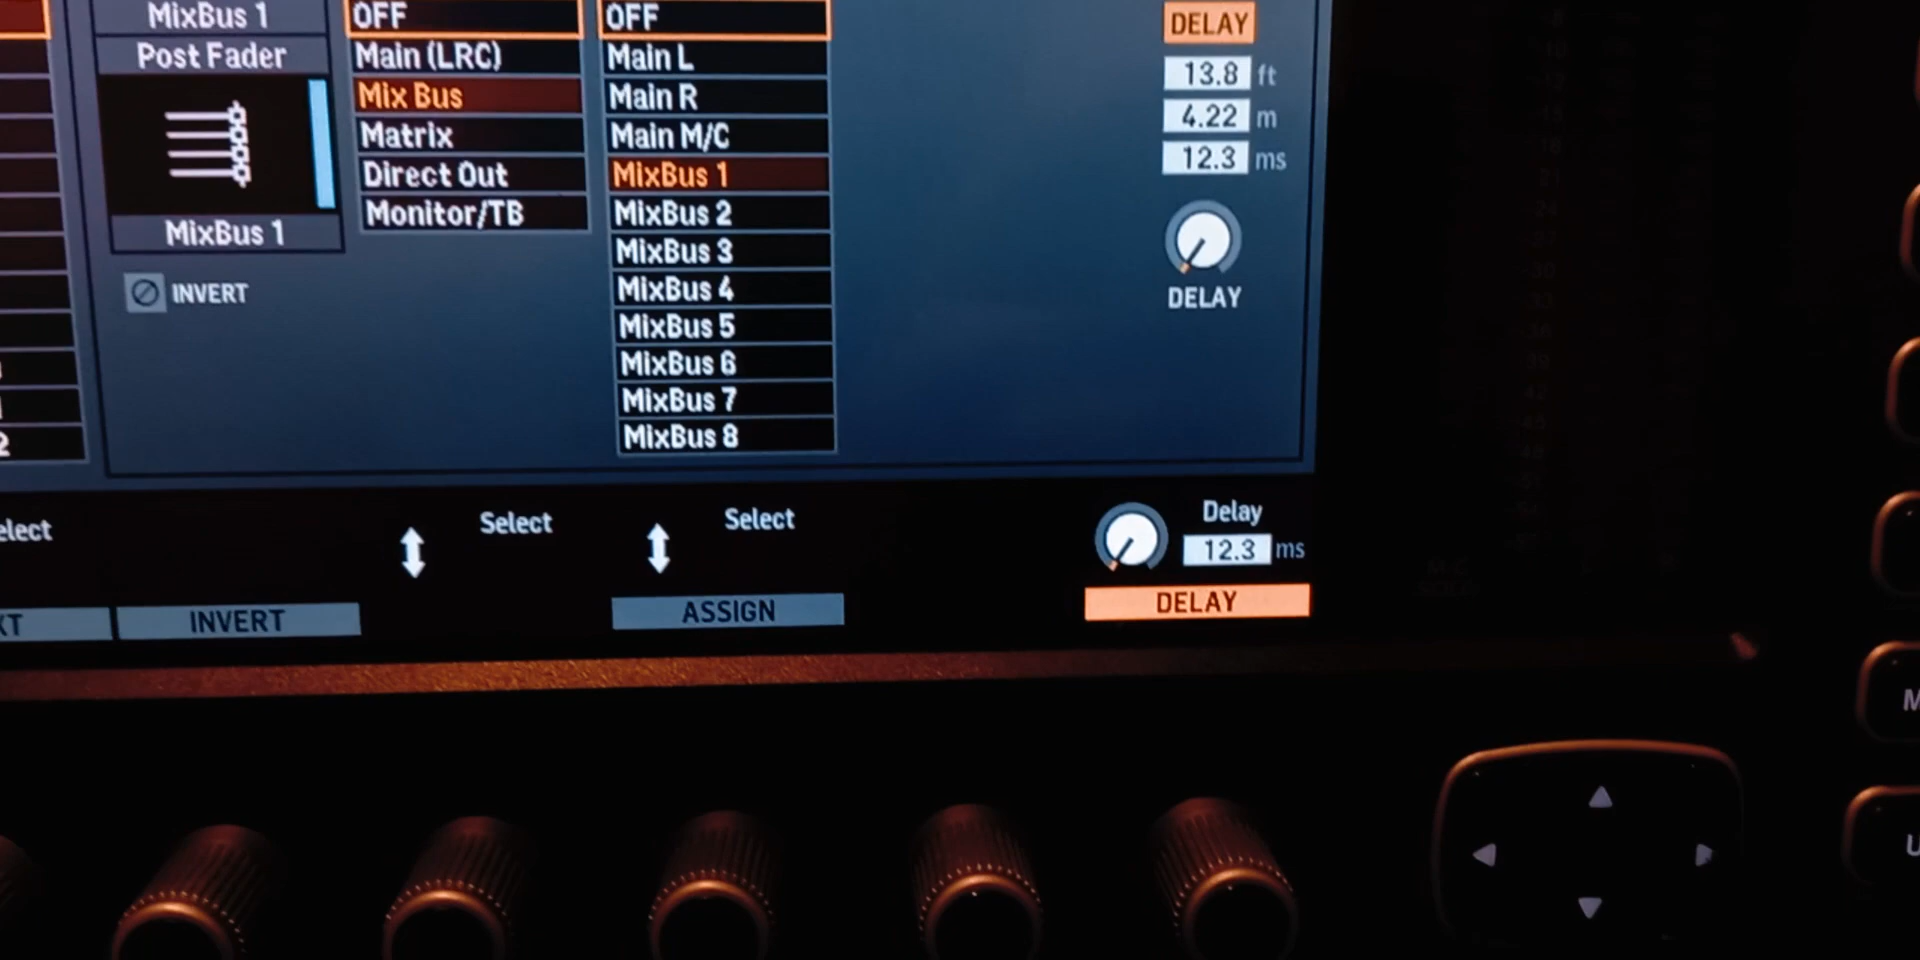 MixBus 1
Post Fader
MixBus 1
INVERT
OFF
Main (LRC)
Mix Bus
Matrix
Direct Out
Monitor/TB
OFF
Main L
Main R
Main M/C
MixBus 1
MixBus 2
MixBus 3
MixBus 4
MixBus 5
MixBus 6
MixBus 7
MixBus 8
DELAY
13.8 ft
4.22 m
12.3 ms
DELAY
2
elect
Select
Select
Delay
12.3 ms
XT
INVERT
ASSIGN
DELAY
M
U